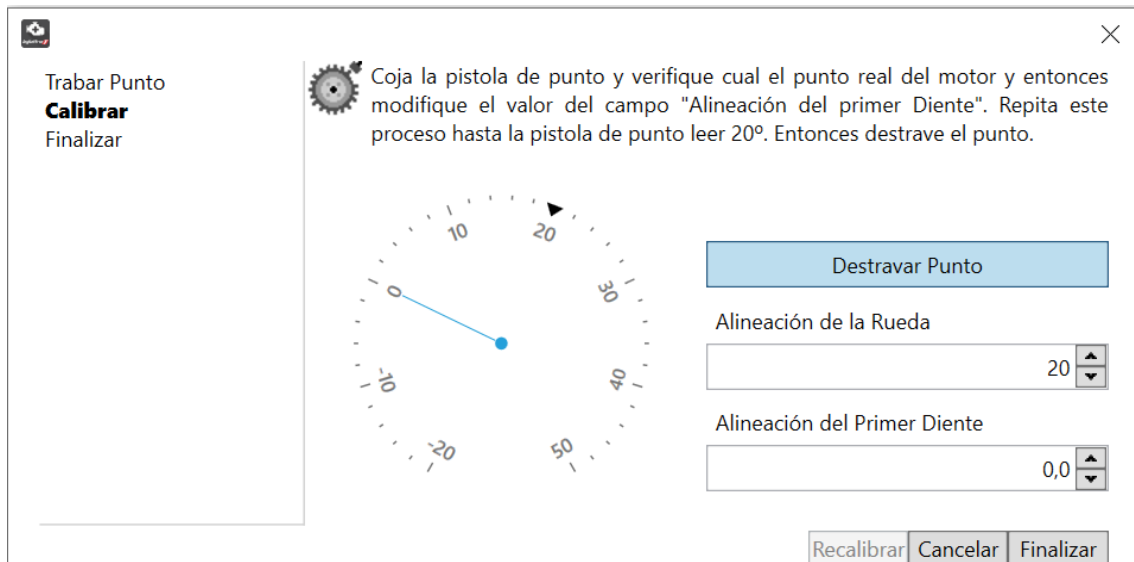 Trabar Punto
Calibrar
Finalizar
Coja la pistola de punto y verifique cual el punto real del motor y entonces
modifique el valor del campo "Alineación del primer Diente". Repita este
proceso hasta la pistola de punto leer 20º. Entonces destrave el punto.
-20
-10
0
10
20
30
40
50
Destravar Punto
Alineación de la Rueda
20
Alineación del Primer Diente
0,0
Recalibrar
Cancelar
Finalizar